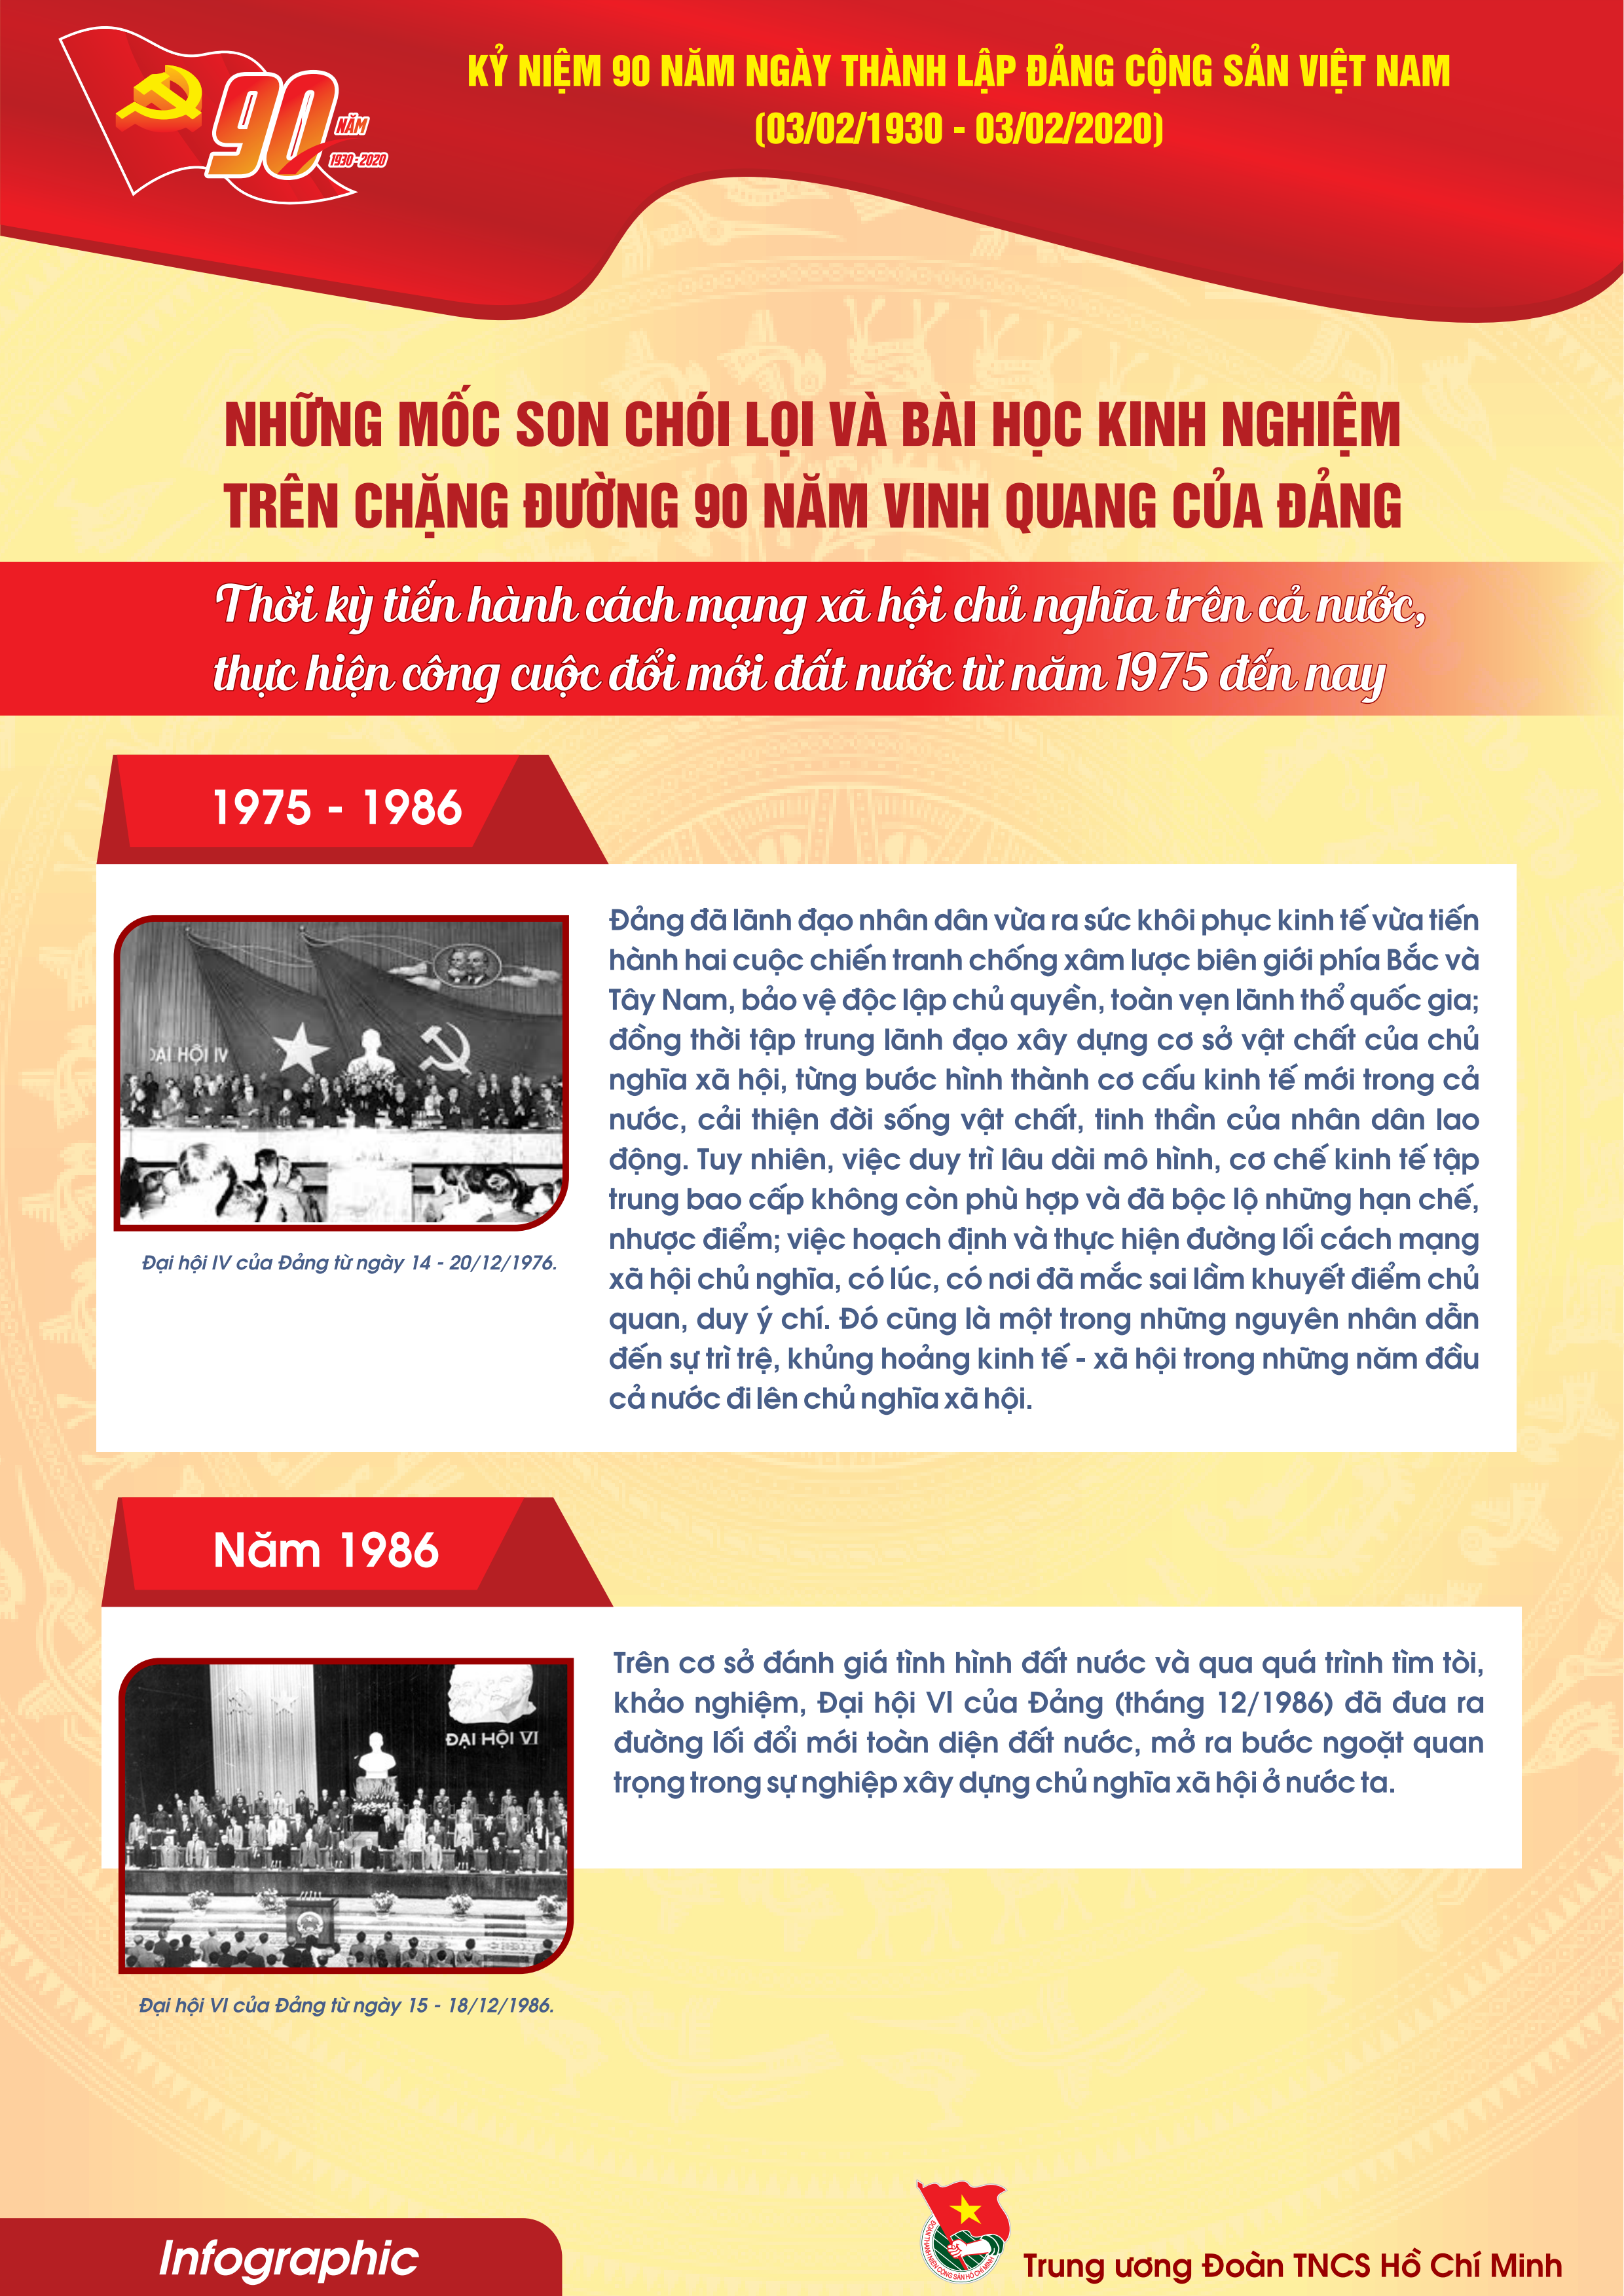 90 NĂM
1930-2020
KỶ NIỆM 90 NĂM NGÀY THÀNH LẬP ĐẢNG CỘNG SẢN VIỆT NAM
(03/02/1930 - 03/02/2020)
NHỮNG MỐC SON CHÓI LỌI VÀ BÀI HỌC KINH NGHIỆM
TRÊN CHẶNG ĐƯỜNG 90 NĂM VINH QUANG CỦA ĐẢNG
Thời kỳ tiến hành cách mạng xã hội chủ nghĩa trên cả nước,
thực hiện công cuộc đổi mới đất nước từ năm 1975 đến nay
1975 - 1986
ĐẠI HỘI IV
Đại hội IV của Đảng từ ngày 14 - 20/12/1976.
Đảng đã lãnh đạo nhân dân vừa ra sức khôi phục kinh tế vừa tiến
hành hai cuộc chiến tranh chống xâm lược biên giới phía Bắc và
Tây Nam, bảo vệ độc lập chủ quyền, toàn vẹn lãnh thổ quốc gia;
đồng thời tập trung lãnh đạo xây dựng cơ sở vật chất của chủ
nghĩa xã hội, từng bước hình thành cơ cấu kinh tế mới trong cả
nước, cải thiện đời sống vật chất, tinh thần của nhân dân lao
động. Tuy nhiên, việc duy trì lâu dài mô hình, cơ chế kinh tế tập
trung bao cấp không còn phù hợp và đã bộc lộ những hạn chế,
nhược điểm; việc hoạch định và thực hiện đường lối cách mạng
xã hội chủ nghĩa, có lúc, có nơi đã mắc sai lầm khuyết điểm chủ
quan, duy ý chí. Đó cũng là một trong những nguyên nhân dẫn
đến sự trì trệ, khủng hoảng kinh tế - xã hội trong những năm đầu
cả nước đi lên chủ nghĩa xã hội.
Năm 1986
ĐẠI HỘI VI
Đại hội VI của Đảng từ ngày 15 - 18/12/1986.
Trên cơ sở đánh giá tình hình đất nước và qua quá trình tìm tòi,
khảo nghiệm, Đại hội VI của Đảng (tháng 12/1986) đã đưa ra
đường lối đổi mới toàn diện đất nước, mở ra bước ngoặt quan
trọng trong sự nghiệp xây dựng chủ nghĩa xã hội ở nước ta.
Infographic
ĐOÀN THANH NIÊN CỘNG SẢN HỒ CHÍ MINH
Trung ương Đoàn TNCS Hồ Chí Minh